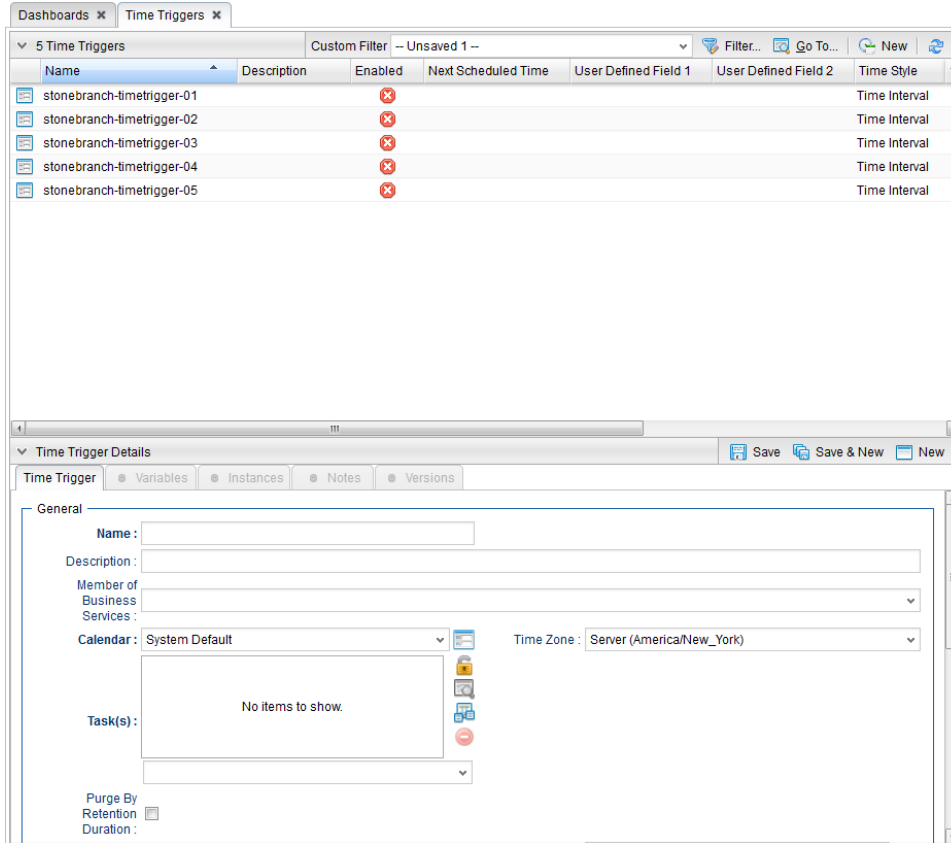 Dashboards Time Triggers
5 Time Triggers Custom Filter -- Unsaved 1 -- Filter... Go To... New
Name Description Enabled Next Scheduled Time User Defined Field 1 User Defined Field 2 Time Style
stonebranch-timetrigger-01 Time Interval
stonebranch-timetrigger-02 Time Interval
stonebranch-timetrigger-03 Time Interval
stonebranch-timetrigger-04 Time Interval
stonebranch-timetrigger-05 Time Interval
Time Trigger Details Save Save & New New
Time Trigger Variables Instances Notes Versions
General
Name :
Description :
Member of
Business
Services :
Calendar : System Default Time Zone : Server (America/New_York)
No items to show.
Task(s) :
Purge By
Retention
Duration :